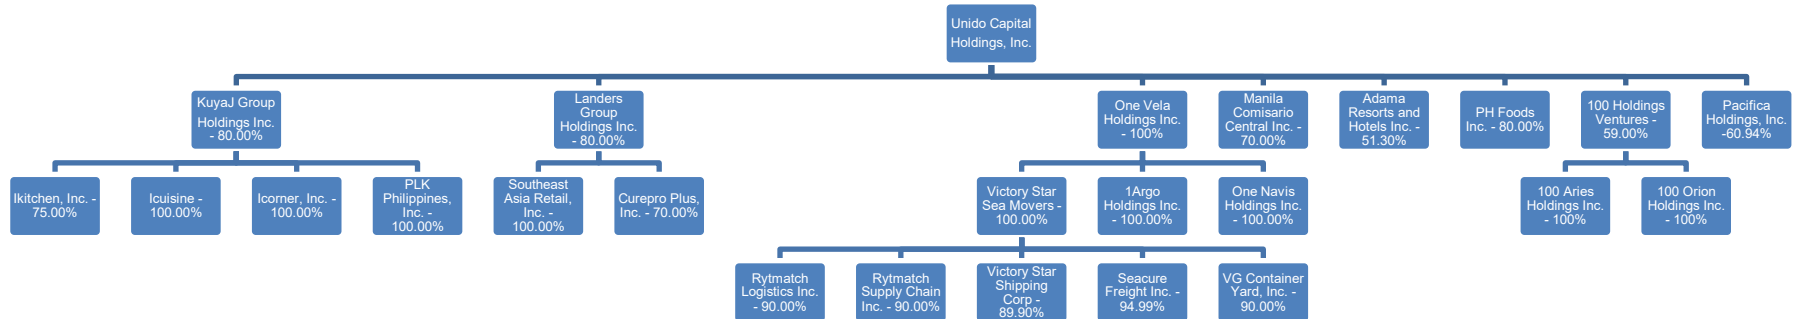 Unido Capital
Holdings, Inc.
KuyaJ Group
Holdings Inc.
- 80.00%
Landers
Group
Holdings Inc.
- 80.00%
One Vela
Holdings Inc.
- 100%
Manila
Comisario
Central Inc. -
70.00%
Adama
Resorts and
Hotels Inc. -
51.30%
PH Foods
Inc. - 80.00%
100 Holdings
Ventures -
59.00%
Pacifica
Holdings, Inc.
-60.94%
Ikitchen, Inc. -
75.00%
Icuisine -
100.00%
Icorner, Inc. -
100.00%
PLK
Philippines,
Inc. -
100.00%
Southeast
Asia Retail,
Inc. -
100.00%
Curepro Plus,
Inc. - 70.00%
Victory Star
Sea Movers -
100.00%
1Argo
Holdings Inc.
- 100.00%
One Navis
Holdings Inc.
- 100.00%
100 Aries
Holdings Inc.
- 100%
100 Orion
Holdings Inc.
- 100%
Rytmatch
Logistics Inc.
- 90.00%
Rytmatch
Supply Chain
Inc. - 90.00%
Victory Star
Shipping
Corp -
89.90%
Seacure
Freight Inc. -
94.99%
VG Container
Yard, Inc. -
90.00%